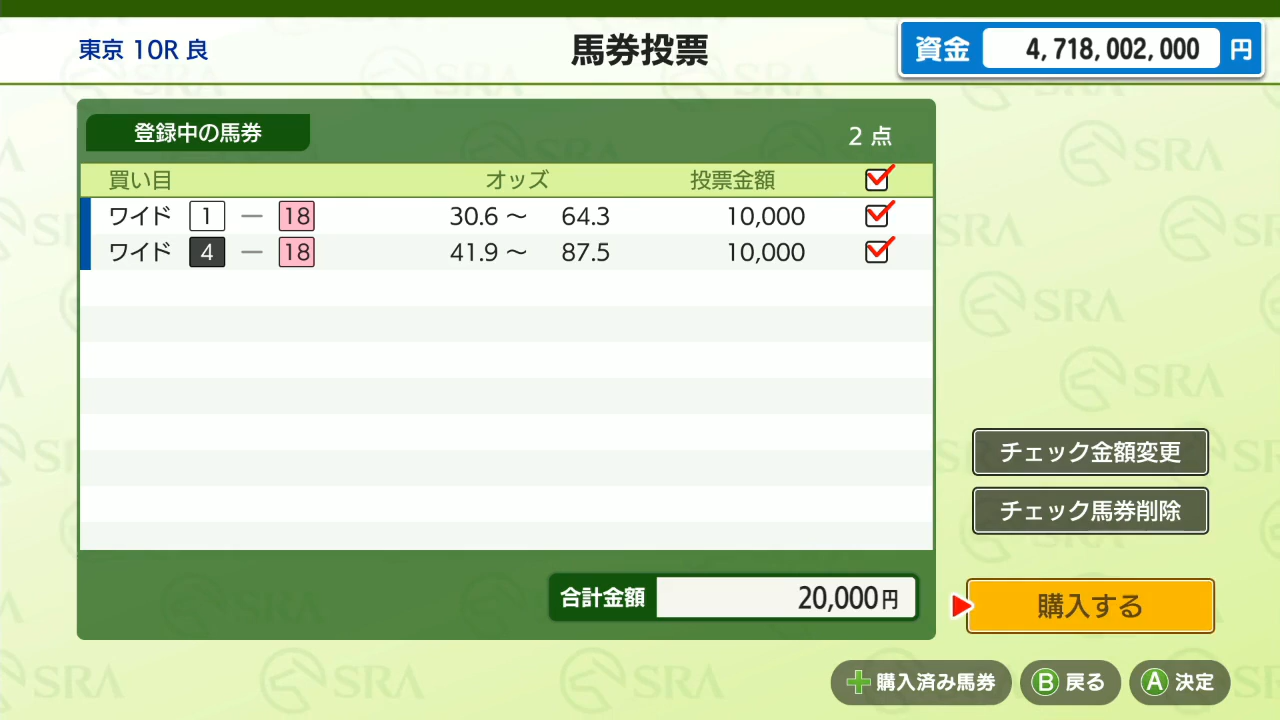 東京 10R 良
馬券投票
資金 4,718,002,000 円
登録中の馬券
2 点
買い目 オッズ 投票金額
ワイド 1 ― 18 30.6 ～ 64.3 10,000
ワイド 4 ― 18 41.9 ～ 87.5 10,000
チェック金額変更
チェック馬券削除
合計金額 20,000円
購入する
購入済み馬券 B 戻る A 決定
SRA